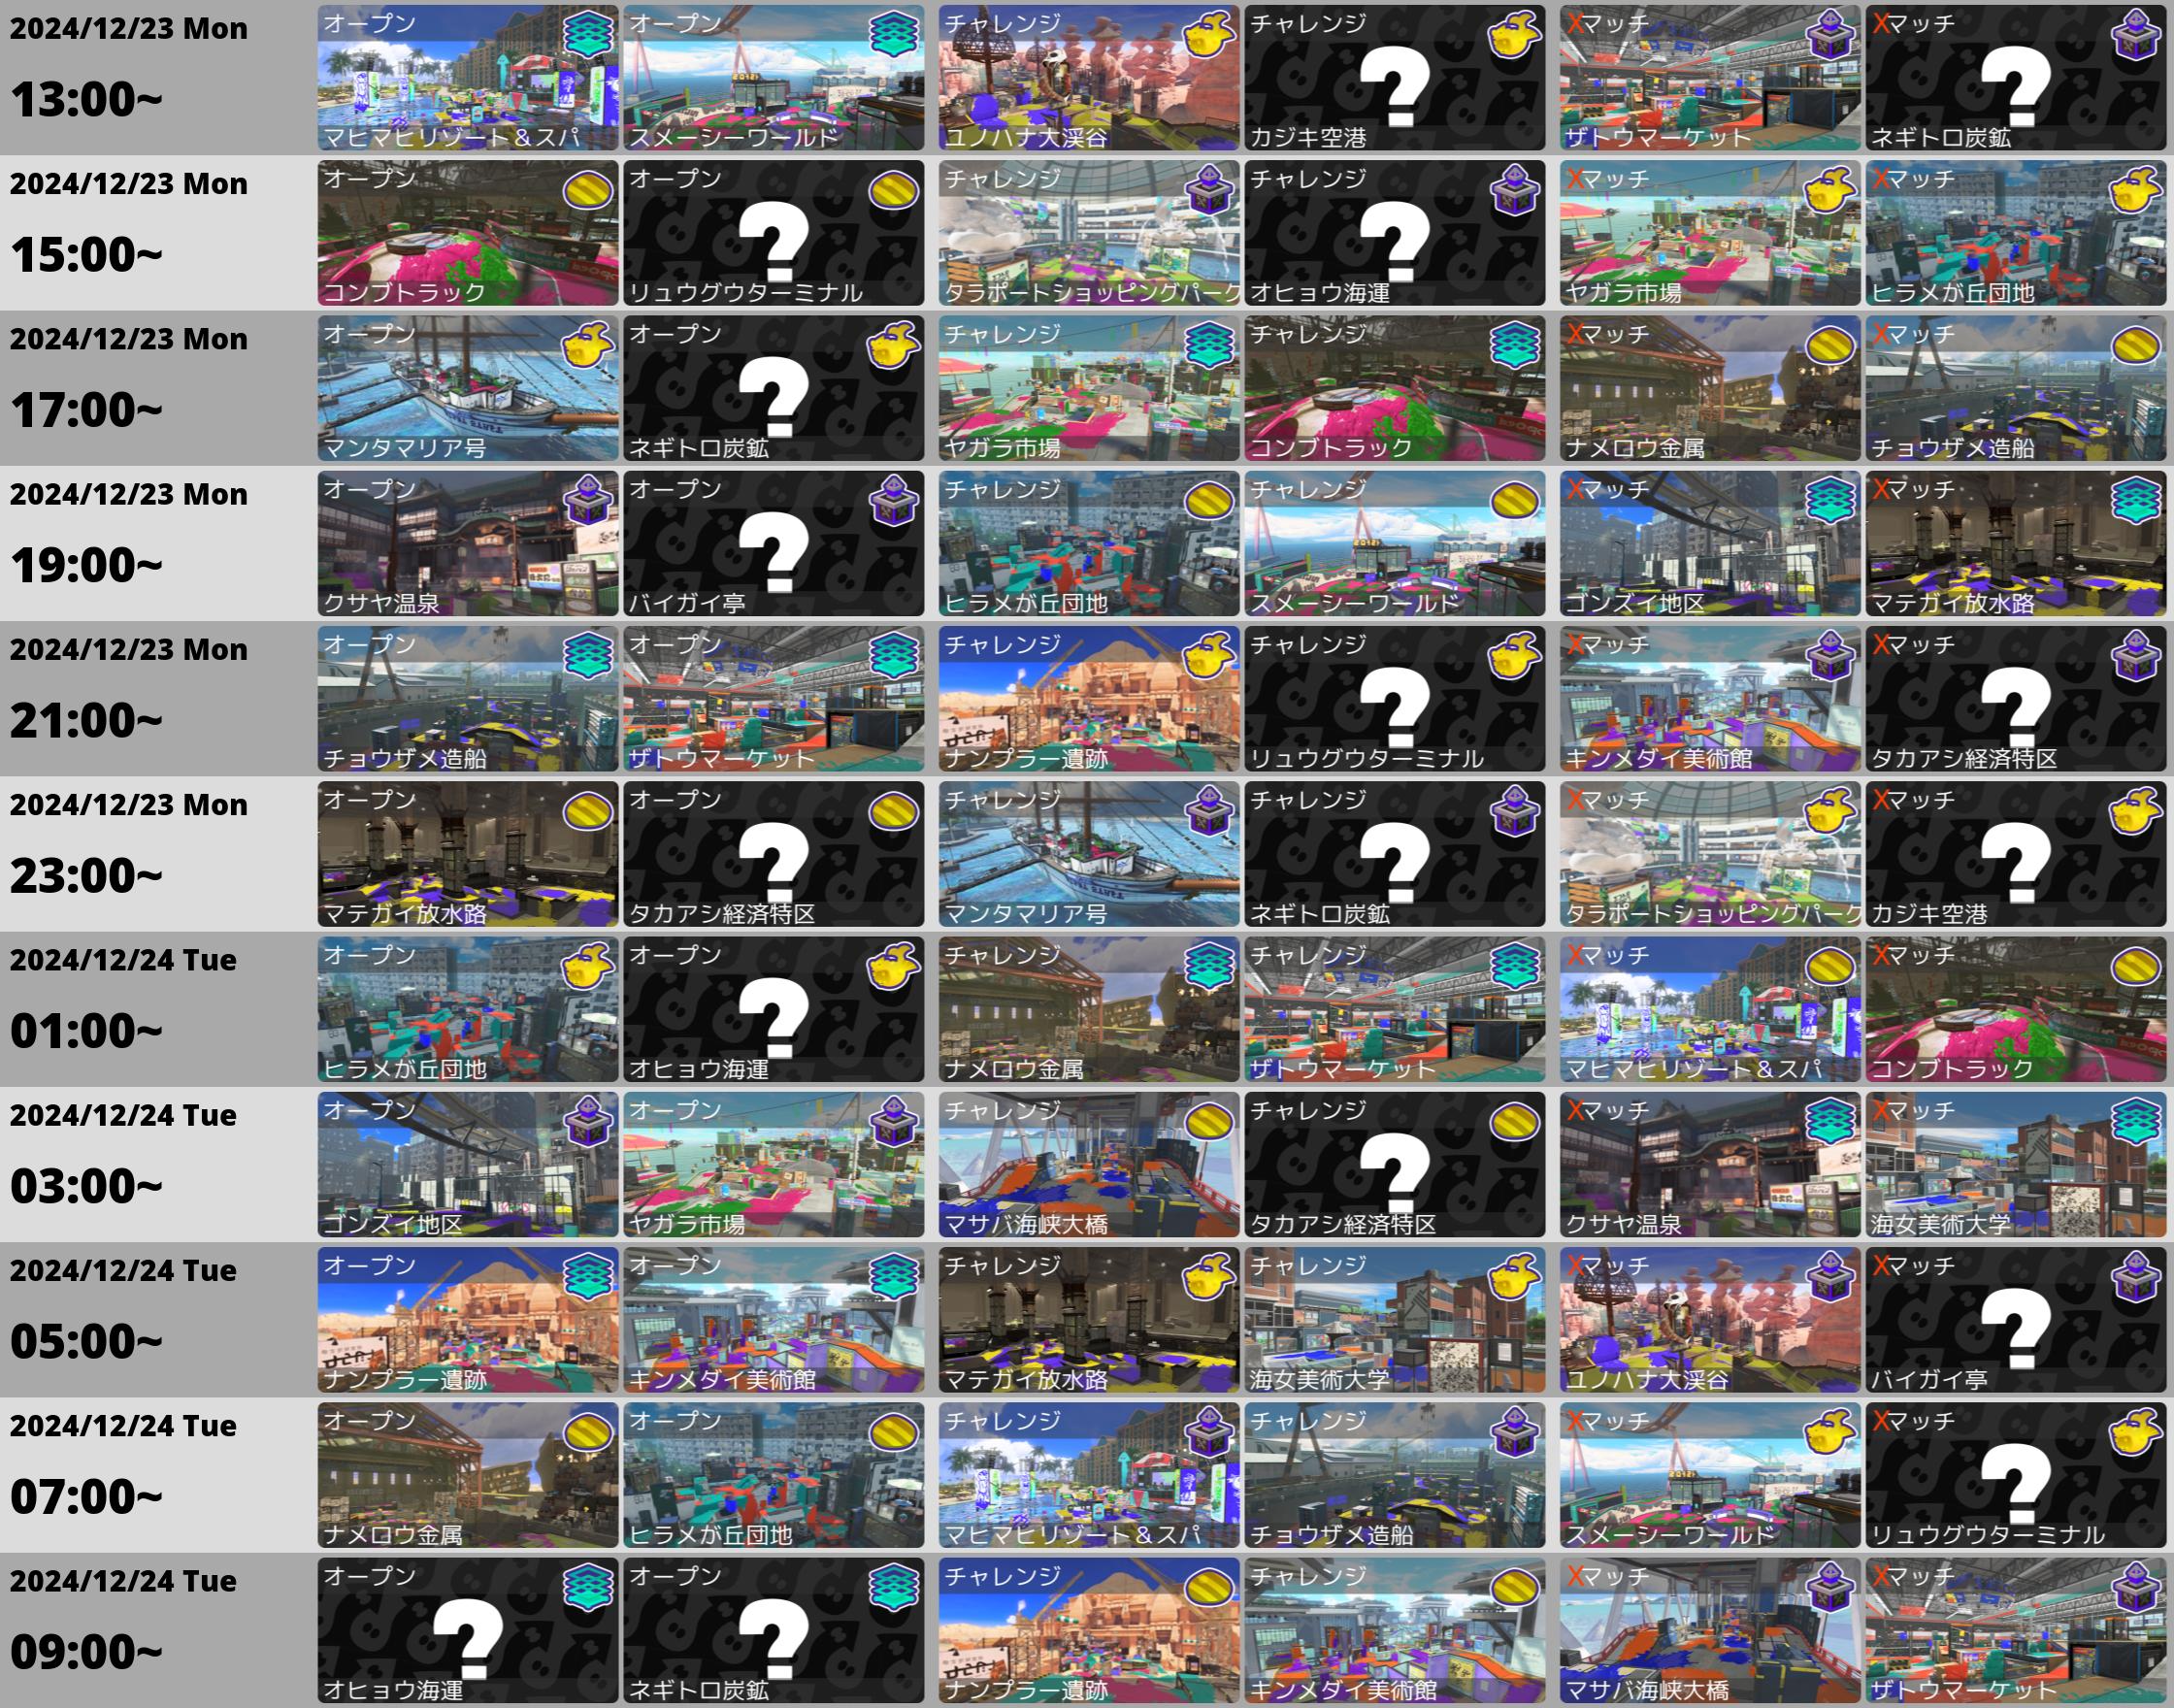 2024/12/23 Mon
13:00~
オープン
マヒマヒリゾート＆スパ
オープン
スメーシーワールド
チャレンジ
ユノハナ大渓谷
チャレンジ
カジキ空港
Xマッチ
ザトウマーケット
Xマッチ
ネギトロ炭鉱
2024/12/23 Mon
15:00~
オープン
コンブトラック
オープン
リュウグウターミナル
チャレンジ
タラポートショッピングパーク
チャレンジ
オヒョウ海運
Xマッチ
ヤガラ市場
Xマッチ
ヒラメが丘団地
2024/12/23 Mon
17:00~
オープン
マンタマリア号
オープン
ネギトロ炭鉱
チャレンジ
ヤガラ市場
チャレンジ
コンブトラック
Xマッチ
ナメロウ金属
Xマッチ
チョウザメ造船
2024/12/23 Mon
19:00~
オープン
クサヤ温泉
オープン
バイガイ亭
チャレンジ
ヒラメが丘団地
チャレンジ
スメーシーワールド
Xマッチ
ゴンズイ地区
Xマッチ
マテガイ放水路
2024/12/23 Mon
21:00~
オープン
チョウザメ造船
オープン
ザトウマーケット
チャレンジ
ナンプラー遺跡
チャレンジ
リュウグウターミナル
Xマッチ
キンメダイ美術館
Xマッチ
タカアシ経済特区
2024/12/23 Mon
23:00~
オープン
マテガイ放水路
オープン
タカアシ経済特区
チャレンジ
マンタマリア号
チャレンジ
ネギトロ炭鉱
Xマッチ
タラポートショッピングパーク
Xマッチ
カジキ空港
2024/12/24 Tue
01:00~
オープン
ヒラメが丘団地
オープン
オヒョウ海運
チャレンジ
ナメロウ金属
チャレンジ
ザトウマーケット
Xマッチ
マヒマヒリゾート＆スパ
Xマッチ
コンブトラック
2024/12/24 Tue
03:00~
オープン
ゴンズイ地区
オープン
ヤガラ市場
チャレンジ
マサバ海峡大橋
チャレンジ
タカアシ経済特区
Xマッチ
クサヤ温泉
Xマッチ
海女美術大学
2024/12/24 Tue
05:00~
オープン
ナンプラー遺跡
オープン
キンメダイ美術館
チャレンジ
マテガイ放水路
チャレンジ
海女美術大学
Xマッチ
ユノハナ大渓谷
Xマッチ
バイガイ亭
2024/12/24 Tue
07:00~
オープン
ナメロウ金属
オープン
ヒラメが丘団地
チャレンジ
マヒマヒリゾート＆スパ
チャレンジ
チョウザメ造船
Xマッチ
スメーシーワールド
Xマッチ
リュウグウターミナル
2024/12/24 Tue
09:00~
オープン
オヒョウ海運
オープン
ネギトロ炭鉱
チャレンジ
ナンプラー遺跡
チャレンジ
キンメダイ美術館
Xマッチ
マサバ海峡大橋
Xマッチ
ザトウマーケット